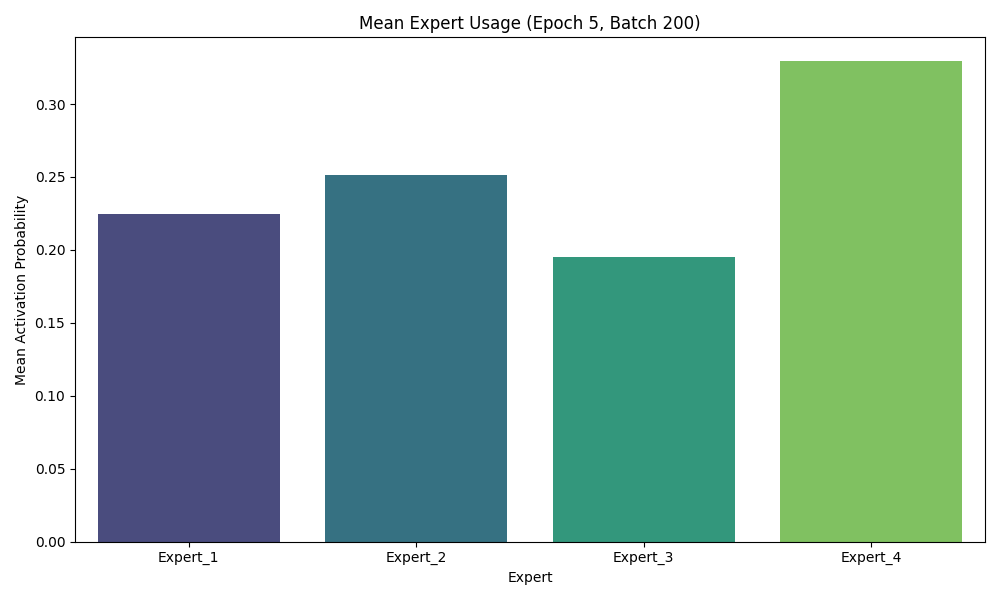 Mean Expert Usage (Epoch 5, Batch 200)
Mean Activation Probability
0.30
0.25
0.20
0.15
0.10
0.05
0.00
Expert_1 Expert_2 Expert_3 Expert_4
Expert